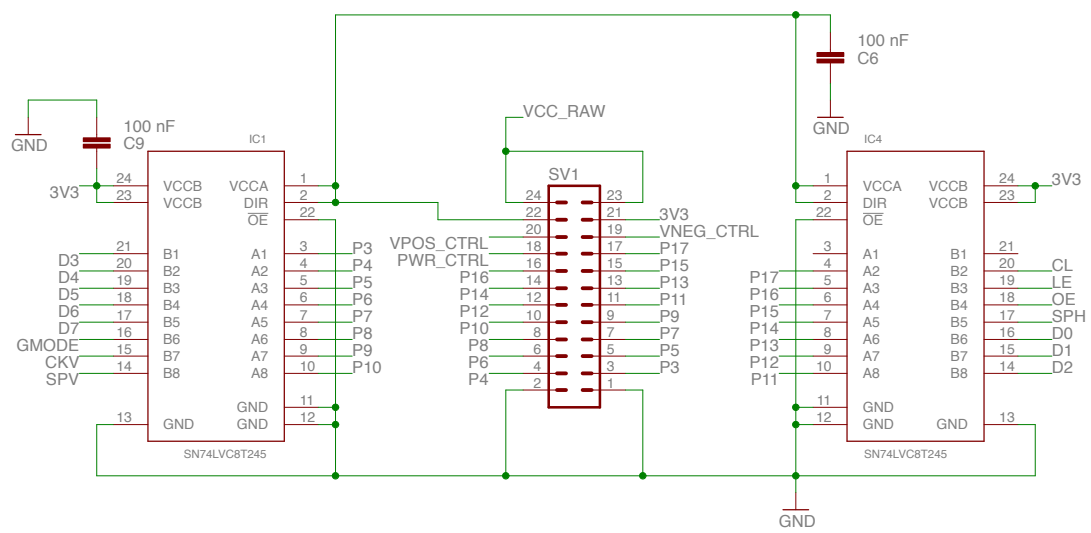 100 nF
C6
GND
VCC_RAW
100 nF
C9
GND
IC1
24 VCCB VCCA 1
3V3
23 VCCB DIR 2
OE 22
21 B1 A1 3 P3
D3 20 B2 A2 4 P4
D4 19 B3 A3 5 P5
D5 18 B4 A4 6 P6
D6 17 B5 A5 7 P7
D7 16 B6 A6 8 P8
GMODE 15 B7 A7 9 P9
CKV 14 B8 A8 10 P10
SPV
GND 11
13 GND GND 12
SN74LVC8T245
SV1
24 23
22 21 3V3
20 19 VNEG_CTRL
VPOS_CTRL 18 17 P17
PWR_CTRL 16 15 P15
P16 14 13 P13
P14 12 11 P11
P12 10 9 P9
P10 8 7 P7
P8 6 5 P5
P6 4 3 P3
P4 2 1
IC4
1 VCCA VCCB 24 3V3
2 DIR VCCB 23
22 OE
3 A1 B1 21
4 A2 B2 20 CL
P17 5 A3 B3 19 LE
P16 6 A4 B4 18 OE
P15 7 A5 B5 17 SPH
P14 8 A6 B6 16 D0
P13 9 A7 B7 15 D1
P12 10 A8 B8 14 D2
P11
11 GND
12 GND GND 13
SN74LVC8T245
GND